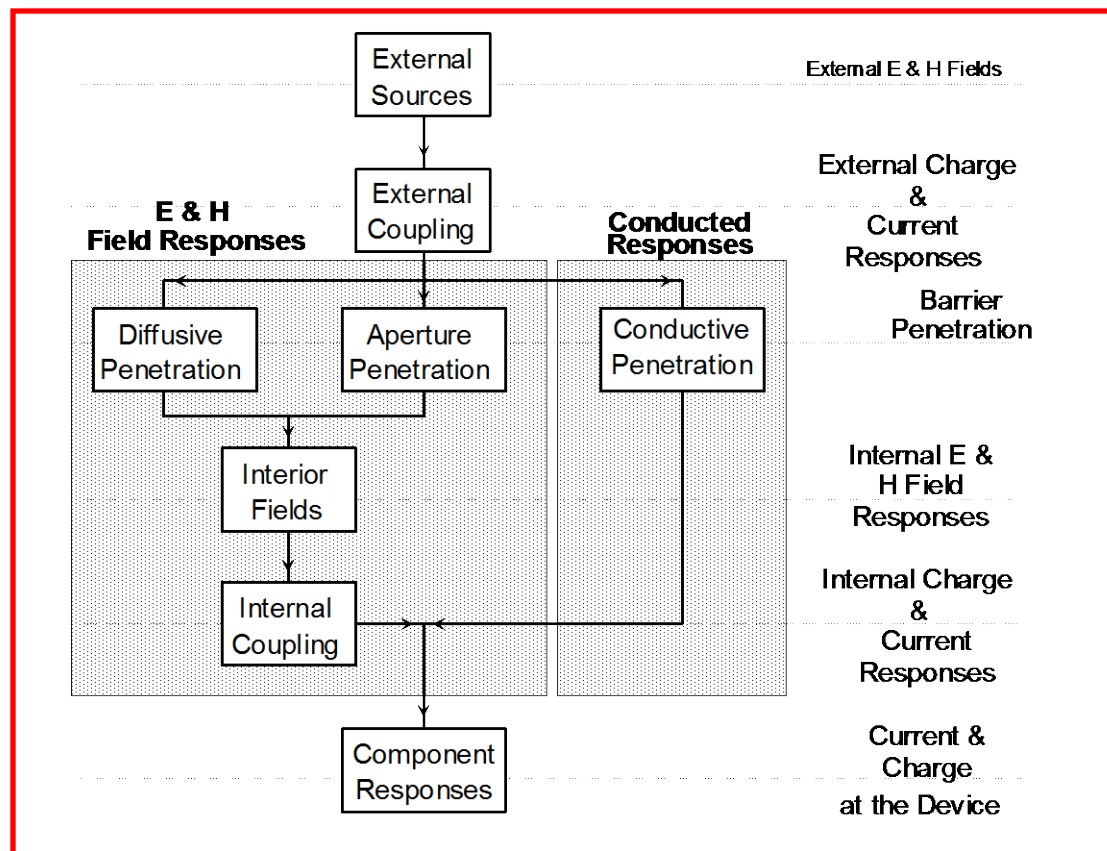 External
Sources
External E & H Fields
External
Coupling
External Charge
&
Current
Responses
E & H
Field Responses
Conducted
Responses
Barrier
Penetration
Diffusive
Penetration
Aperture
Penetration
Conductive
Penetration
Interior
Fields
Internal E &
H Field
Responses
Internal
Coupling
Internal Charge
&
Current
Responses
Component
Responses
Current &
Charge
at the Device